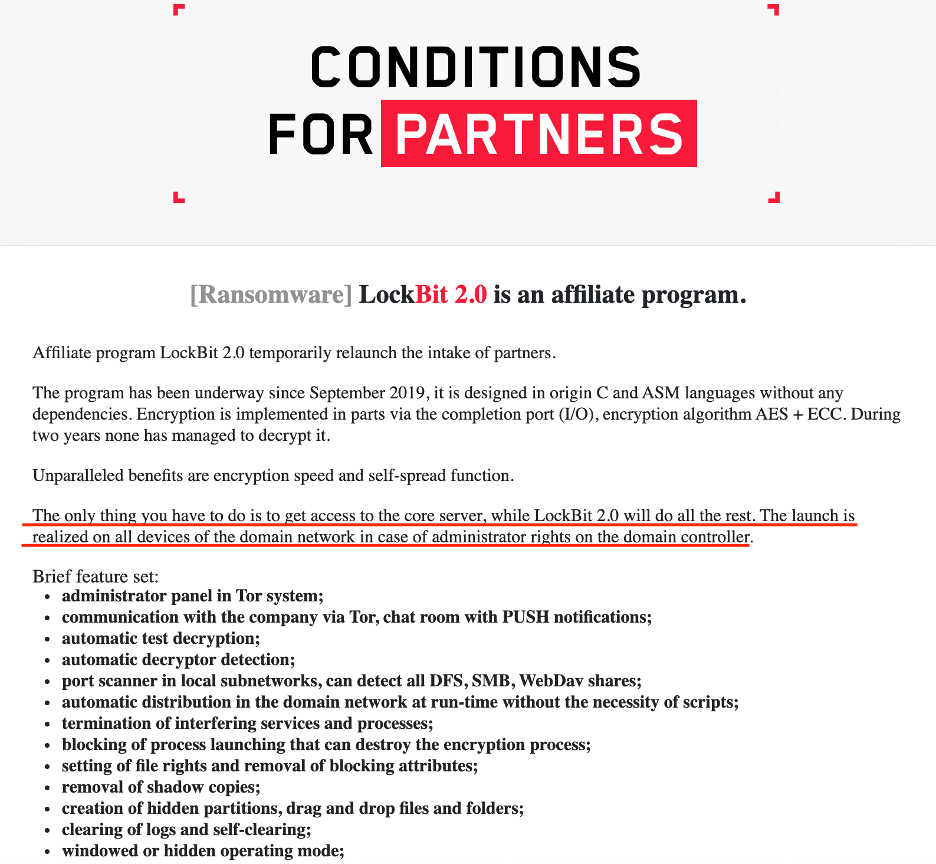 CONDITIONS
FOR PARTNERS
[Ransomware] LockBit 2.0 is an affiliate program.
Affiliate program LockBit 2.0 temporarily relaunch the intake of partners.
The program has been underway since September 2019, it is designed in origin C and ASM languages without any
dependencies. Encryption is implemented in parts via the completion port (I/O), encryption algorithm AES + ECC. During
two years none has managed to decrypt it.
Unparalleled benefits are encryption speed and self-spread function.
The only thing you have to do is to get access to the core server, while LockBit 2.0 will do all the rest. The launch is
realized on all devices of the domain network in case of administrator rights on the domain controller.
Brief feature set:
• administrator panel in Tor system;
• communication with the company via Tor, chat room with PUSH notifications;
• automatic test decryption;
• automatic decryptor detection;
• port scanner in local subnetworks, can detect all DFS, SMB, WebDav shares;
• automatic distribution in the domain network at run-time without the necessity of scripts;
• termination of interfering services and processes;
• blocking of process launching that can destroy the encryption process;
• setting of file rights and removal of blocking attributes;
• removal of shadow copies;
• creation of hidden partitions, drag and drop files and folders;
• clearing of logs and self-clearing;
• windowed or hidden operating mode;